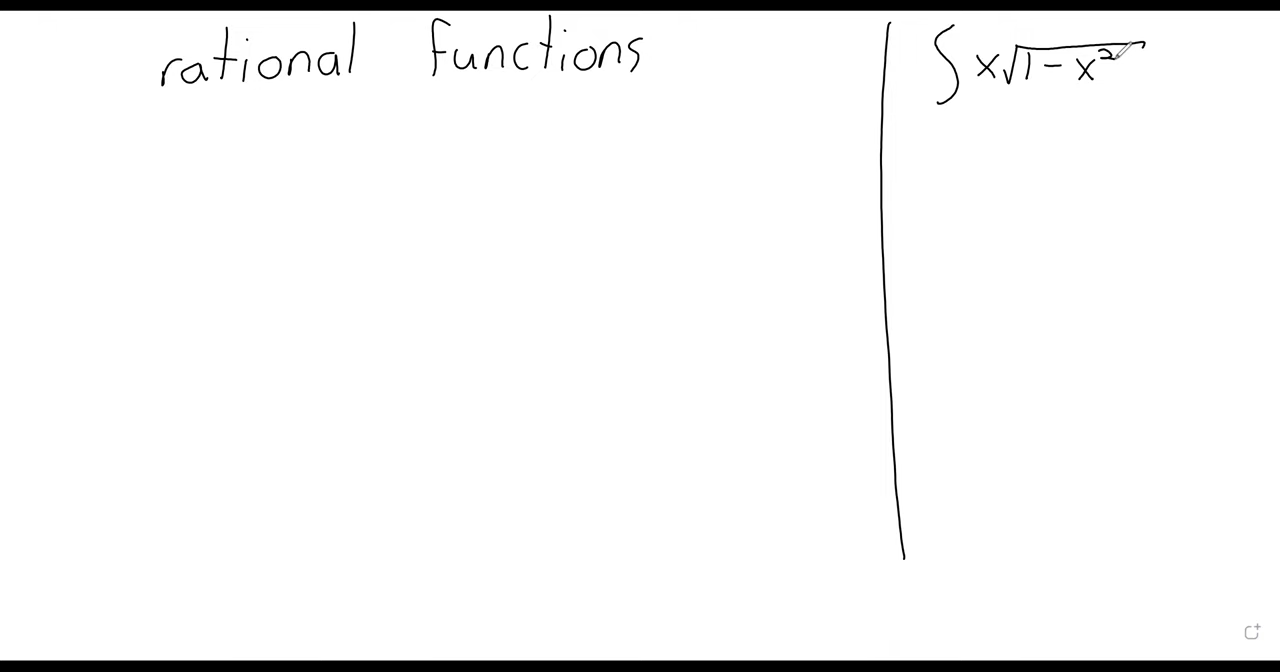 rational functions
∫ x√1 - x²